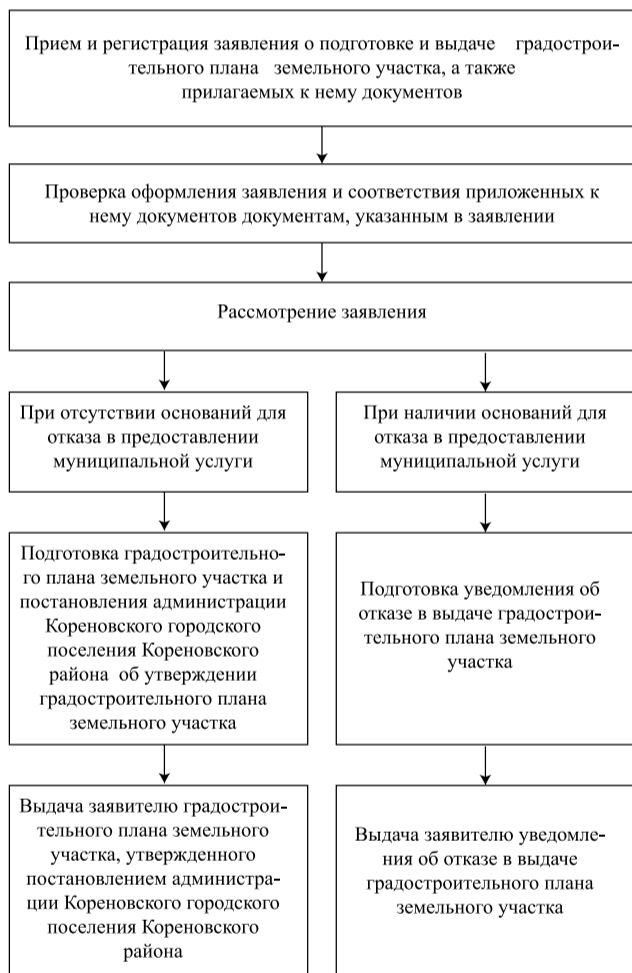 Прием и регистрация заявления о подготовке и выдаче градострои-
тельного плана земельного участка, а также
прилагаемых к нему документов
Проверка оформления заявления и соответствия приложенных к
нему документов документам, указанным в заявлении
Рассмотрение заявления
При отсутствии оснований для
отказа в предоставлении
муниципальной услуги
При наличии оснований для
отказа в предоставлении
муниципальной услуги
Подготовка градостроительно-
го плана земельного участка и
постановления администрации
Кореновского городского
поселения Кореновского
района об утверждении
градостроительного плана
земельного участка
Подготовка уведомления об
отказе в выдаче градострои-
тельного плана земельного
участка
Выдача заявителю градострои-
тельного плана земельного
участка, утвержденного
постановлением администра-
ции Кореновского городского
поселения Кореновского
района
Выдача заявителю уведомле-
ния об отказе в выдаче
градостроительного плана
земельного участка